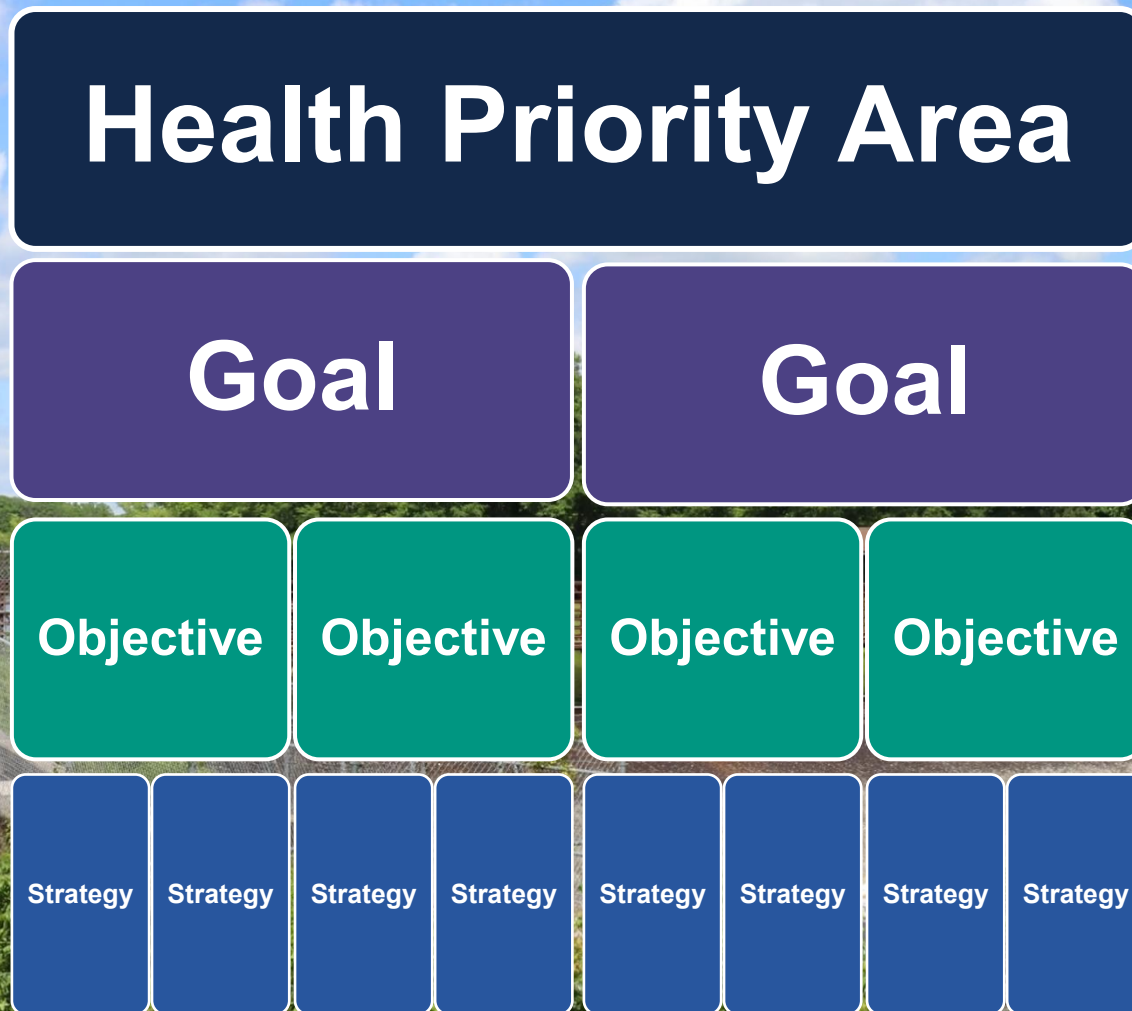 Health Priority Area
Goal Goal
Objective Objective Objective Objective
Strategy Strategy Strategy Strategy Strategy Strategy Strategy Strategy